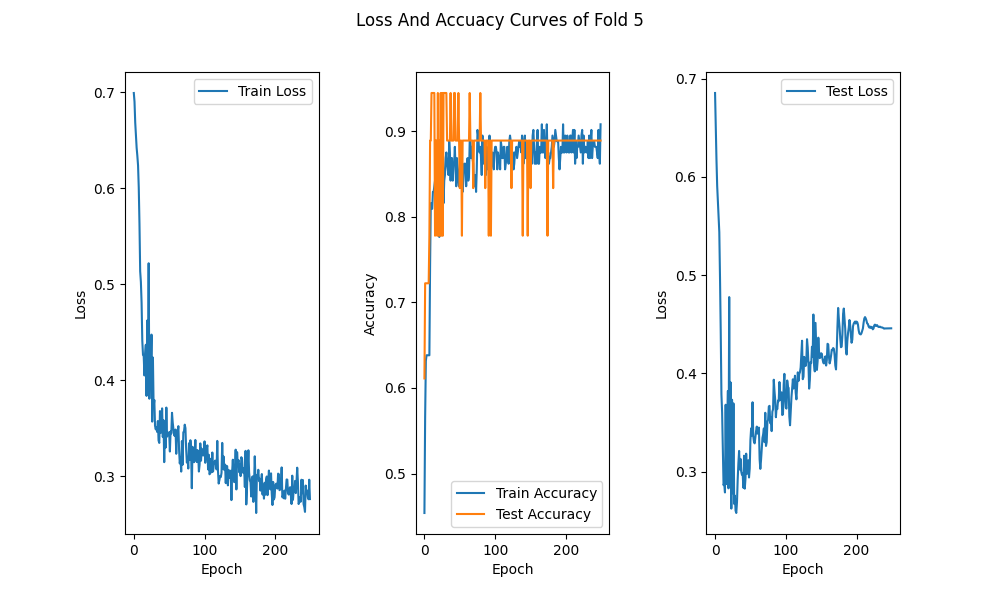 Loss And Accuacy Curves of Fold 5
0.7
0.6
0.5
0.4
0.3
Loss
0
100
200
Epoch
Train Loss
0.9
0.8
0.7
0.6
0.5
Accuracy
0
100
200
Epoch
Train Accuracy
Test Accuracy
0.7
0.6
0.5
0.4
0.3
Loss
0
100
200
Epoch
Test Loss